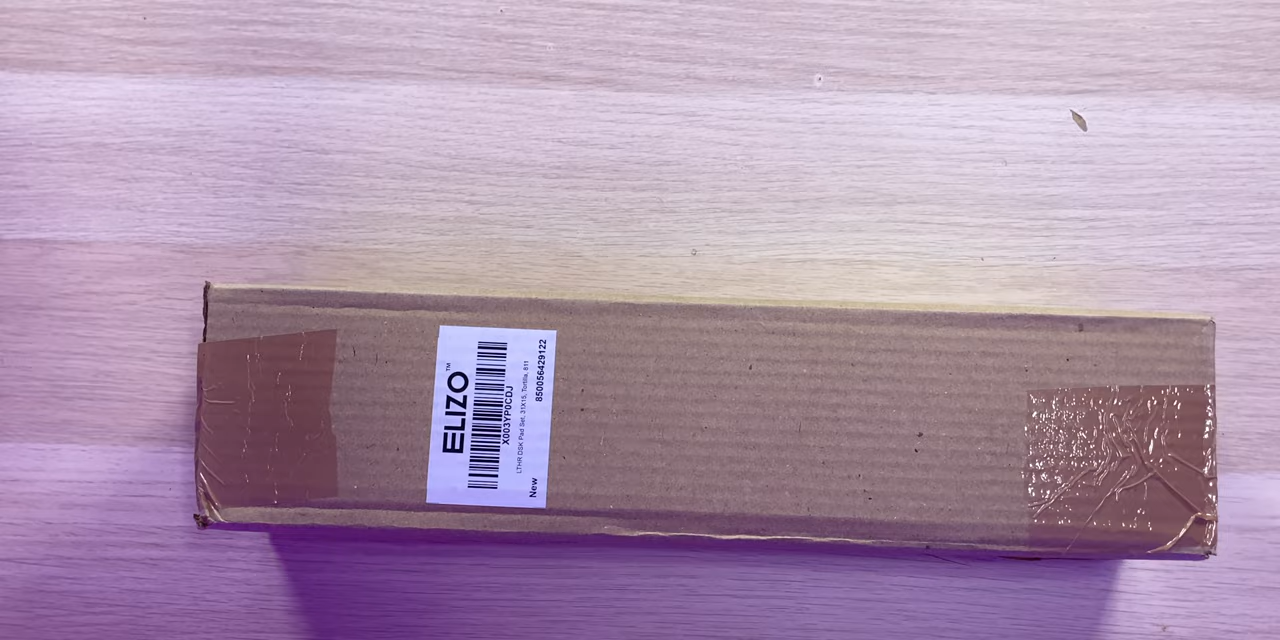 ELIZO™
X003YP0CDJ
LTHR DSK Pad Set, 31X15, Tortilla, 811
New 850056429122